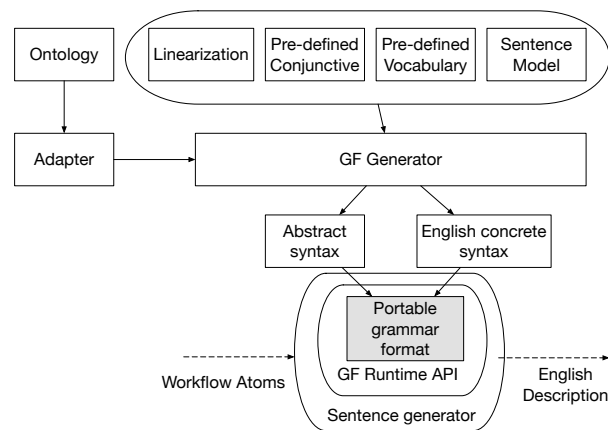 Ontology
Linearization
Pre-defined
Conjunctive
Pre-defined
Vocabulary
Sentence
Model
Adapter
GF Generator
Abstract
syntax
English concrete
syntax
Portable
grammar
format
GF Runtime API
Sentence generator
Workflow Atoms
English
Description